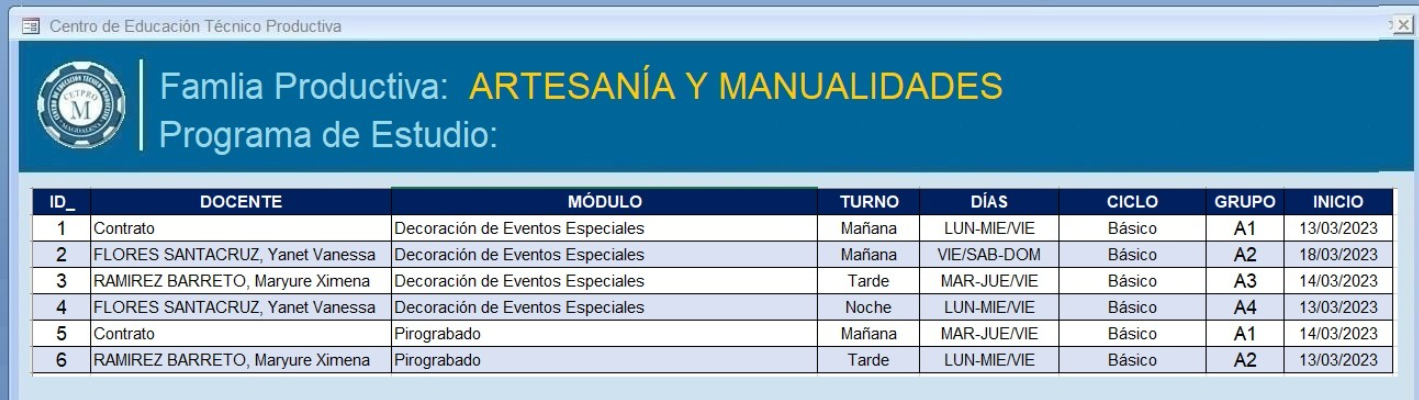 Centro de Educación Técnico Productiva
CENTRO DE EDUCACIÓN TÉCNICO PRODUCTIVA
CETPRO
M
"MAGDALENA"
Famlia Productiva: ARTESANÍA Y MANUALIDADES
Programa de Estudio:
ID_ DOCENTE MÓDULO TURNO DÍAS CICLO GRUPO INICIO
1 Contrato Decoración de Eventos Especiales Mañana LUN-MIE/VIE Básico A1 13/03/2023
2 FLORES SANTACRUZ, Yanet Vanessa Decoración de Eventos Especiales Mañana VIE/SAB-DOM Básico A2 18/03/2023
3 RAMIREZ BARRETO, Maryure Ximena Decoración de Eventos Especiales Tarde MAR-JUE/VIE Básico A3 14/03/2023
4 FLORES SANTACRUZ, Yanet Vanessa Decoración de Eventos Especiales Noche LUN-MIE/VIE Básico A4 13/03/2023
5 Contrato Pirograbado Mañana MAR-JUE/VIE Básico A1 14/03/2023
6 RAMIREZ BARRETO, Maryure Ximena Pirograbado Tarde LUN-MIE/VIE Básico A2 13/03/2023